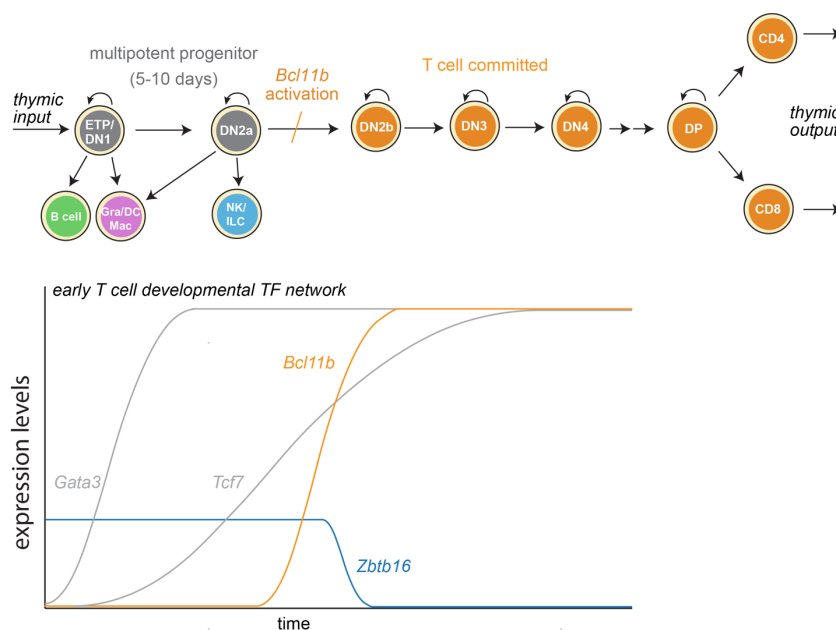 multipotent progenitor
(5-10 days)
Bcl11b
activation
T cell committed
thymic
input
ETP/
DN1
DN2a
DN2b
DN3
DN4
DP
CD4
thymic
output
B cell
Gra/DC
Mac
NK/
ILC
CD8
early T cell developmental TF network
Bcl11b
Gata3
Tcf7
Zbtb16
expression levels
time